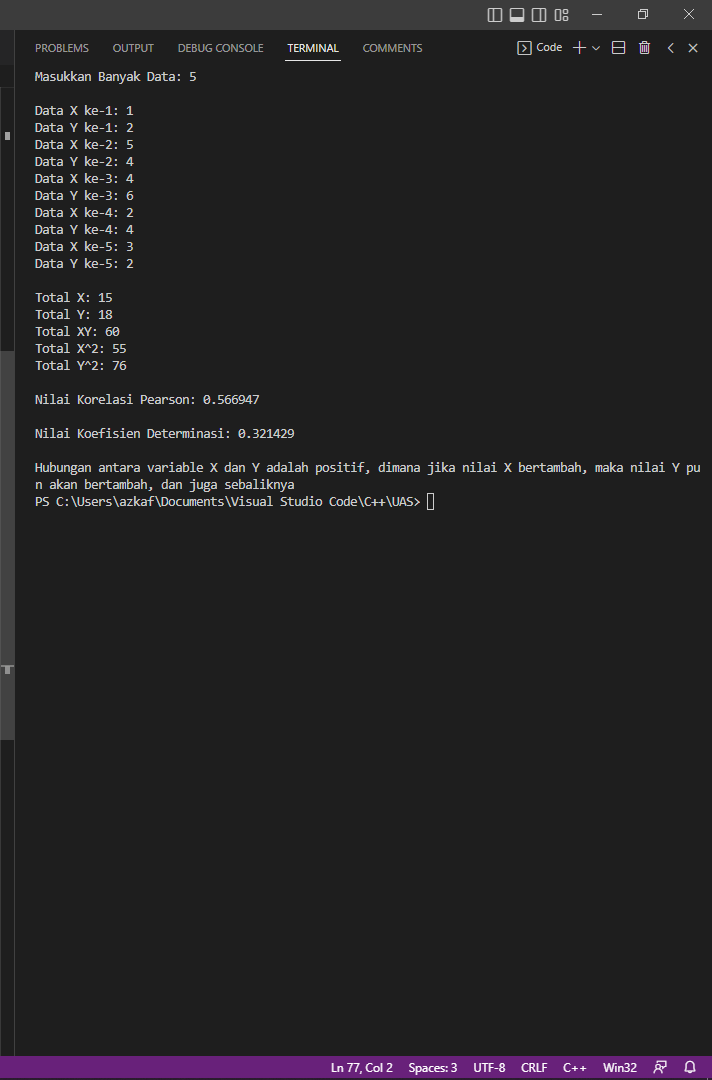 PROBLEMS OUTPUT DEBUG CONSOLE TERMINAL COMMENTS Code
Masukkan Banyak Data: 5
Data X ke-1: 1
Data Y ke-1: 2
Data X ke-2: 5
Data Y ke-2: 4
Data X ke-3: 4
Data Y ke-3: 6
Data X ke-4: 2
Data Y ke-4: 4
Data X ke-5: 3
Data Y ke-5: 2
Total X: 15
Total Y: 18
Total XY: 60
Total X^2: 55
Total Y^2: 76
Nilai Korelasi Pearson: 0.566947
Nilai Koefisien Determinasi: 0.321429
Hubungan antara variable X dan Y adalah positif, dimana jika nilai X bertambah, maka nilai Y pu
n akan bertambah, dan juga sebaliknya
PS C:\Users\azkaf\Documents\Visual Studio Code\C++\UAS>
Ln 77, Col 2 Spaces: 3 UTF-8 CRLF C++ Win32